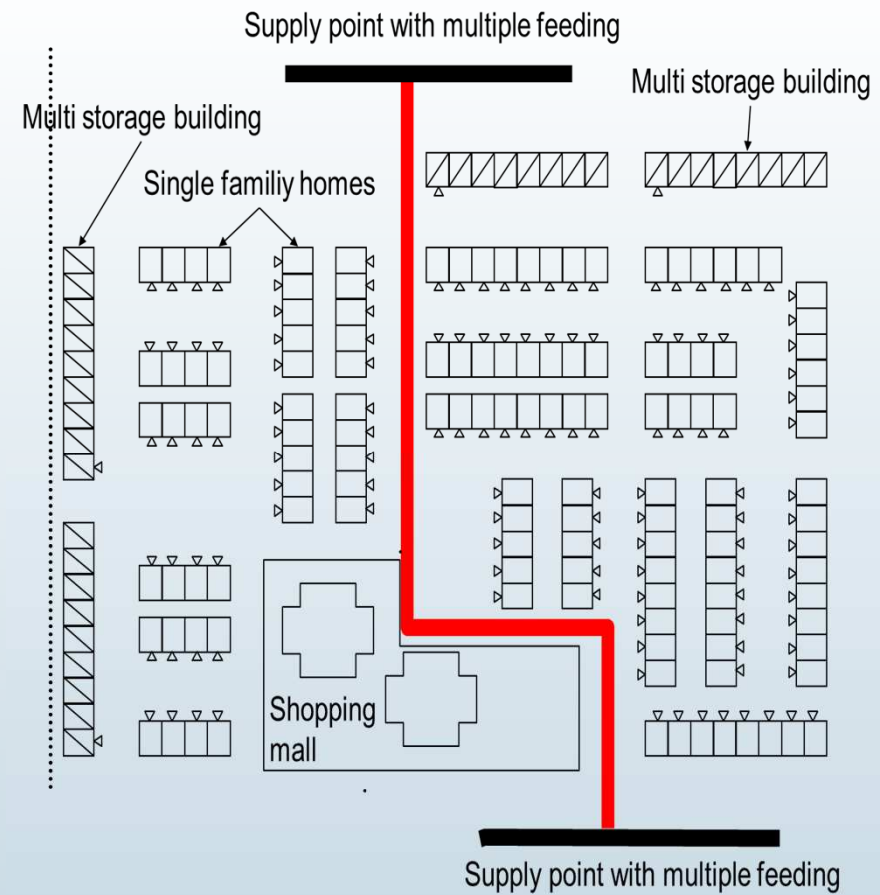 Supply point with multiple feeding
Multi storage building
Multi storage building
Single familiy homes
Shopping
mall
Supply point with multiple feeding